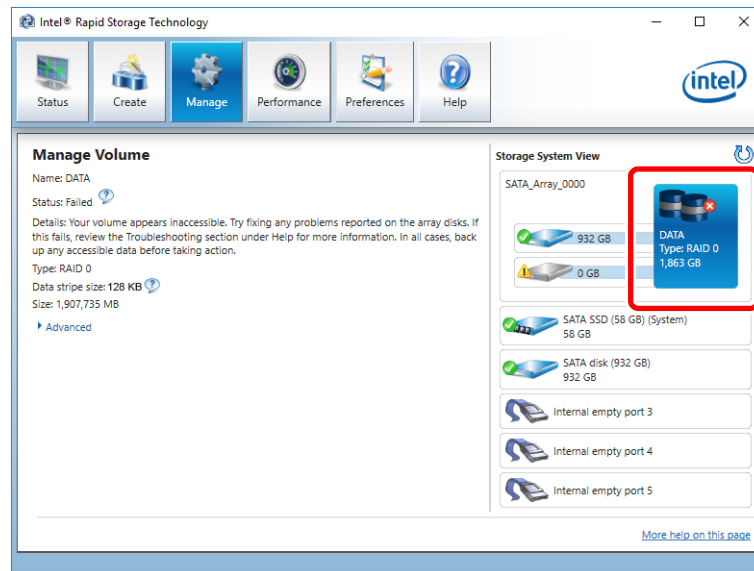 Intel® Rapid Storage Technology
Status
Create
Manage
Performance
Preferences
Help
intel
Manage Volume
Name: DATA
Status: Failed
Details: Your volume appears inaccessible. Try fixing any problems reported on the array disks. If
this fails, review the Troubleshooting section under Help for more information. In all cases, back
up any accessible data before taking action.
Type: RAID 0
Data stripe size: 128 KB
Size: 1,907,735 MB
Advanced
Storage System View
SATA_Array_0000
932 GB
0 GB
DATA
Type: RAID 0
1,863 GB
SATA SSD (58 GB) (System)
58 GB
SATA disk (932 GB)
932 GB
Internal empty port 3
Internal empty port 4
Internal empty port 5
More help on this page